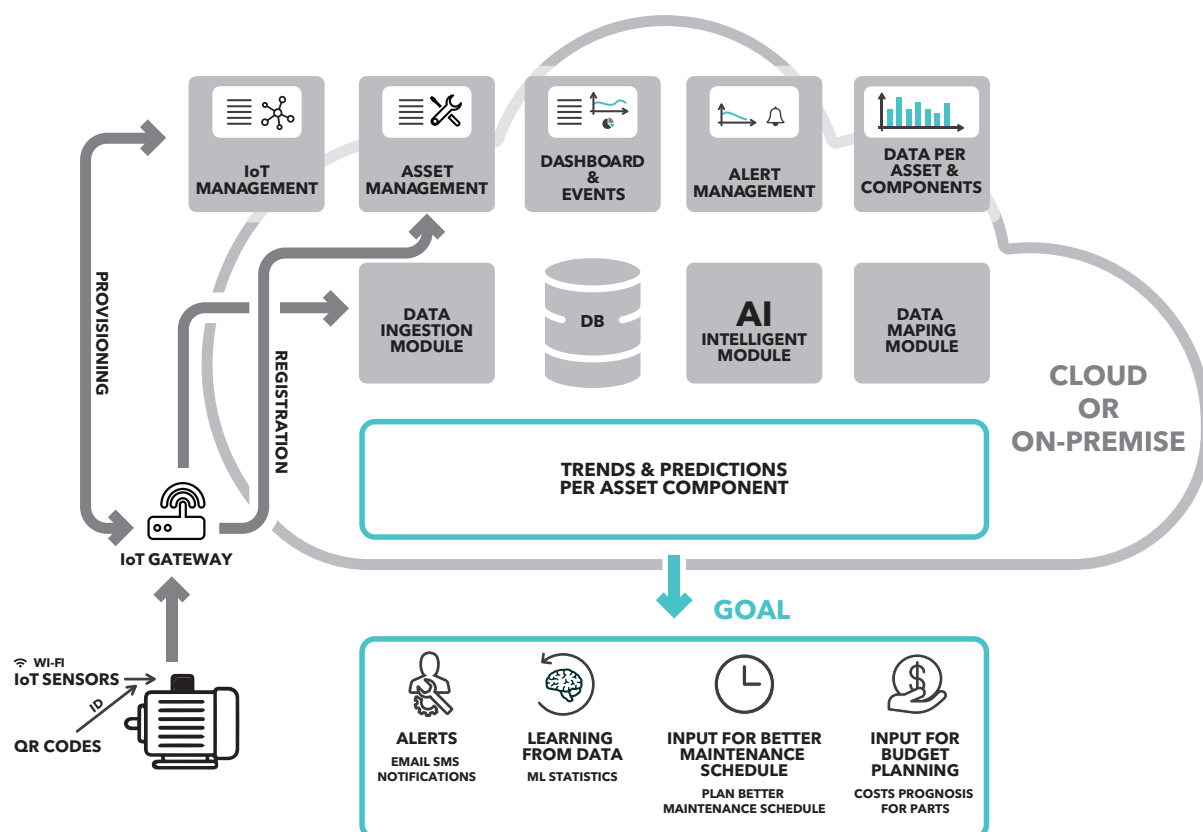 IoT
MANAGEMENT
ASSET
MANAGEMENT
DASHBOARD
&
EVENTS
ALERT
MANAGEMENT
DATA PER
ASSET &
COMPONENTS
PROVISIONING
REGISTRATION
DATA
INGESTION
MODULE
DB
AI
INTELLIGENT
MODULE
DATA
MAPING
MODULE
CLOUD
OR
ON-PREMISE
TRENDS & PREDICTIONS
PER ASSET COMPONENT
IoT GATEWAY
GOAL
WI-FI
IoT SENSORS
ID
QR CODES
ALERTS
EMAIL SMS
NOTIFICATIONS
LEARNING
FROM DATA
ML STATISTICS
INPUT FOR BETTER
MAINTENANCE
SCHEDULE
PLAN BETTER
MAINTENANCE SCHEDULE
$
INPUT FOR
BUDGET
PLANNING
COSTS PROGNOSIS
FOR PARTS